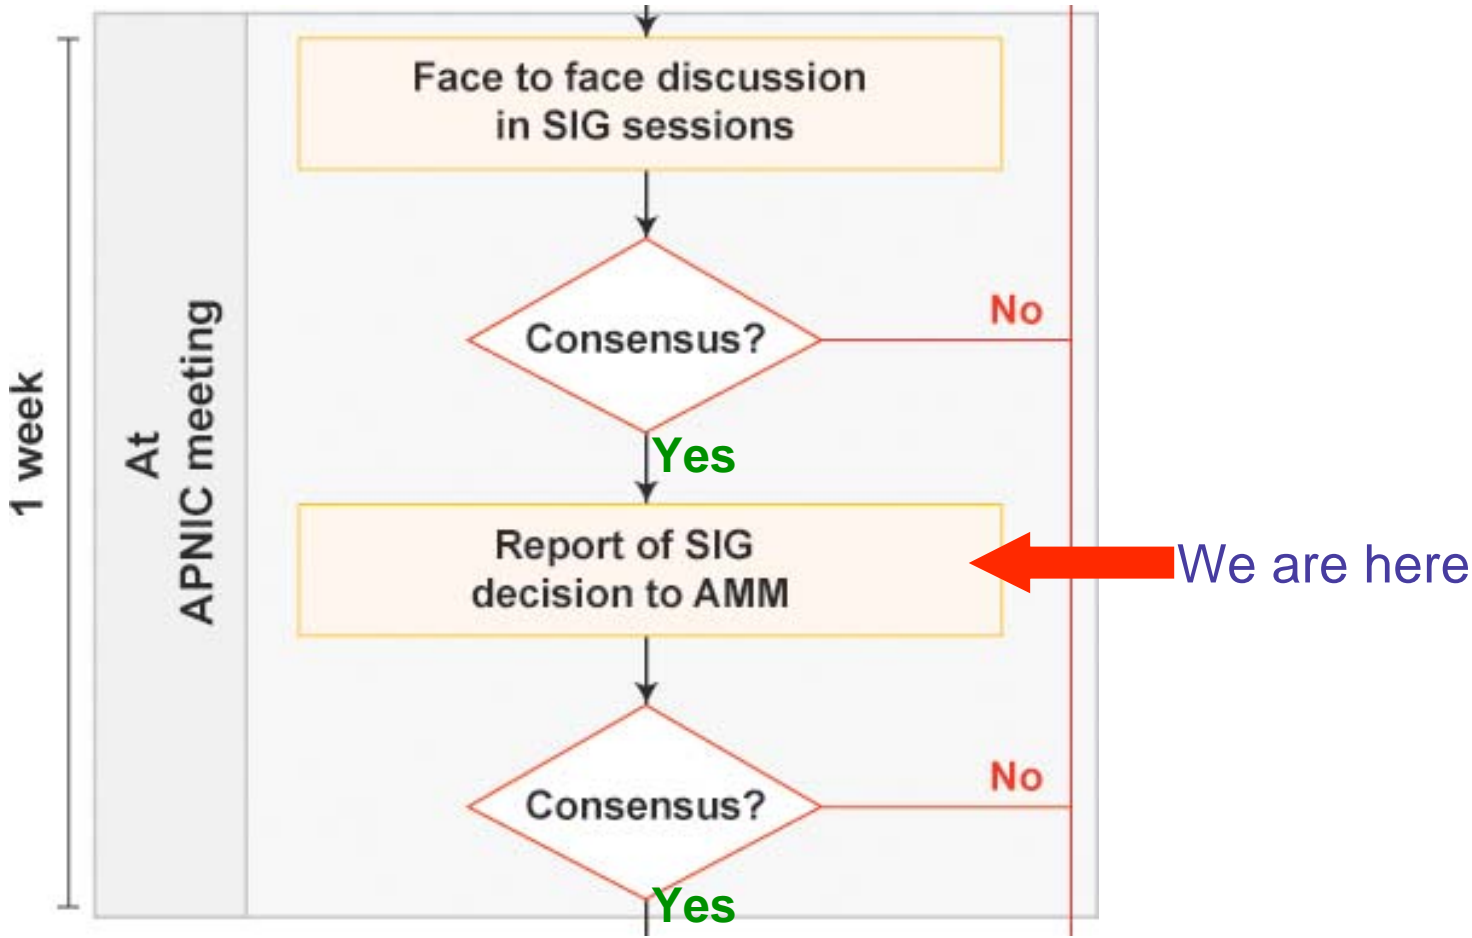 1 week
At
APNIC meeting
Face to face discussion
in SIG sessions
Consensus?
No
Yes
Report of SIG
decision to AMM
We are here
Consensus?
No
Yes